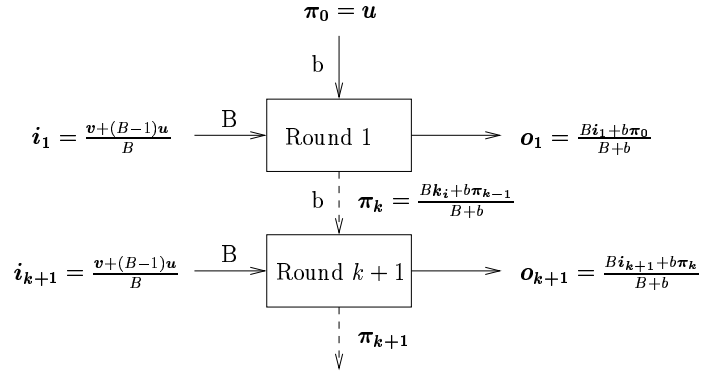 π₀ = u
b
i₁ = (v+(B−1)u)/B
B
Round 1
o₁ = (Bi₁+bπ₀)/(B+b)
b
πₖ = (Bkᵢ+bπₖ₋₁)/(B+b)
iₖ₊₁ = (v+(B−1)u)/B
B
Round k + 1
oₖ₊₁ = (Biₖ₊₁+bπₖ)/(B+b)
πₖ₊₁